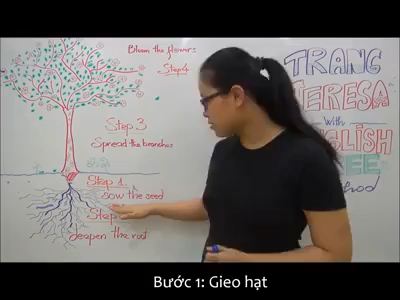 Bloom the flowers
Step 4
Step 3
Spread the branches
Step 1
sow the seed
Step
deepen the root
TRANG
TERESA
With
method
Bước 1: Gieo hạt